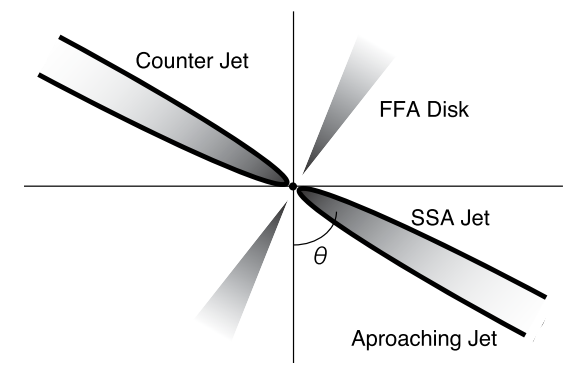 Counter Jet
FFA Disk
SSA Jet
θ
Aproaching Jet